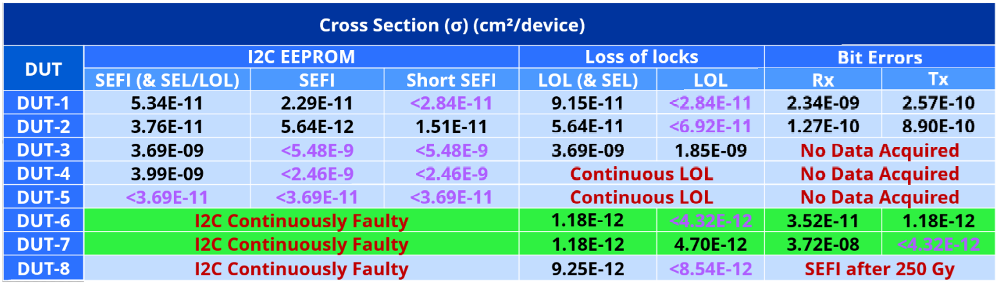 Cross Section (σ) (cm²/device)
DUT I2C EEPROM Loss of locks Bit Errors
SEFI (& SEL/LOL) SEFI Short SEFI LOL (& SEL) LOL Rx Tx
DUT-1 5.34E-11 2.29E-11 <2.84E-11 9.15E-11 <2.84E-11 2.34E-09 2.57E-10
DUT-2 3.76E-11 5.64E-12 1.51E-11 5.64E-11 <6.92E-11 1.27E-10 8.90E-10
DUT-3 3.69E-09 <5.48E-9 <5.48E-9 3.69E-09 1.85E-09 No Data Acquired
DUT-4 3.99E-09 <2.46E-9 <2.46E-9 Continuous LOL No Data Acquired
DUT-5 <3.69E-11 <3.69E-11 <3.69E-11 Continuous LOL No Data Acquired
DUT-6 I2C Continuously Faulty 1.18E-12 <4.32E-12 3.52E-11 1.18E-12
DUT-7 I2C Continuously Faulty 1.18E-12 4.70E-12 3.72E-08 <4.32E-12
DUT-8 I2C Continuously Faulty 9.25E-12 <8.54E-12 SEFI after 250 Gy